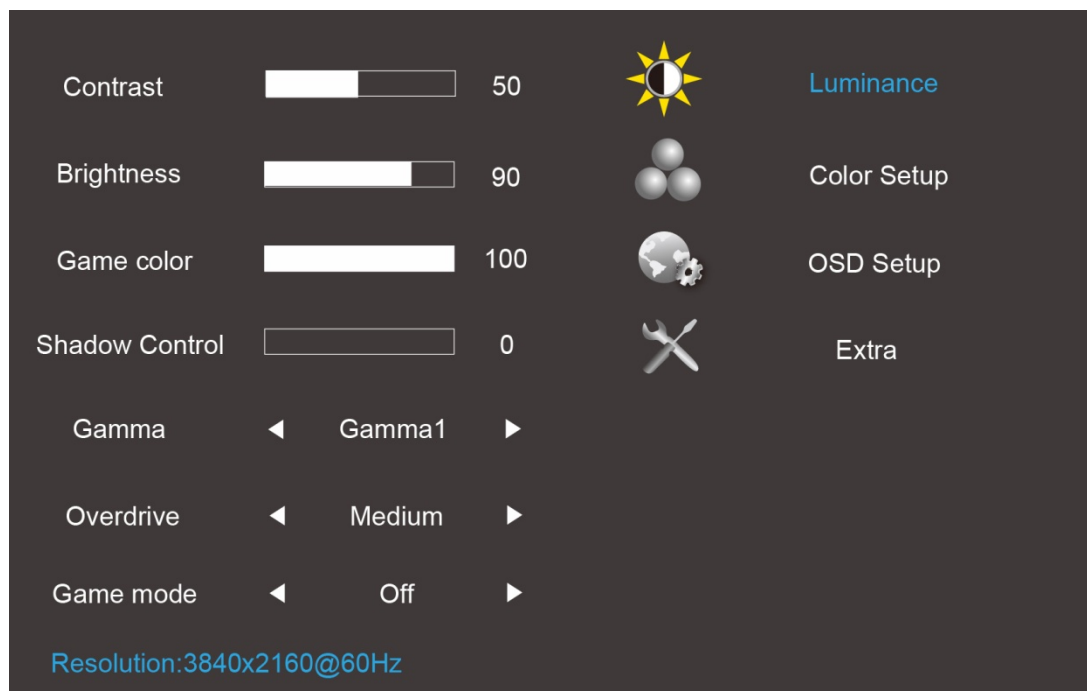 Contrast 50
Brightness 90
Game color 100
Shadow Control 0
Gamma Gamma1
Overdrive Medium
Game mode Off
Resolution:3840x2160@60Hz
Luminance
Color Setup
OSD Setup
Extra